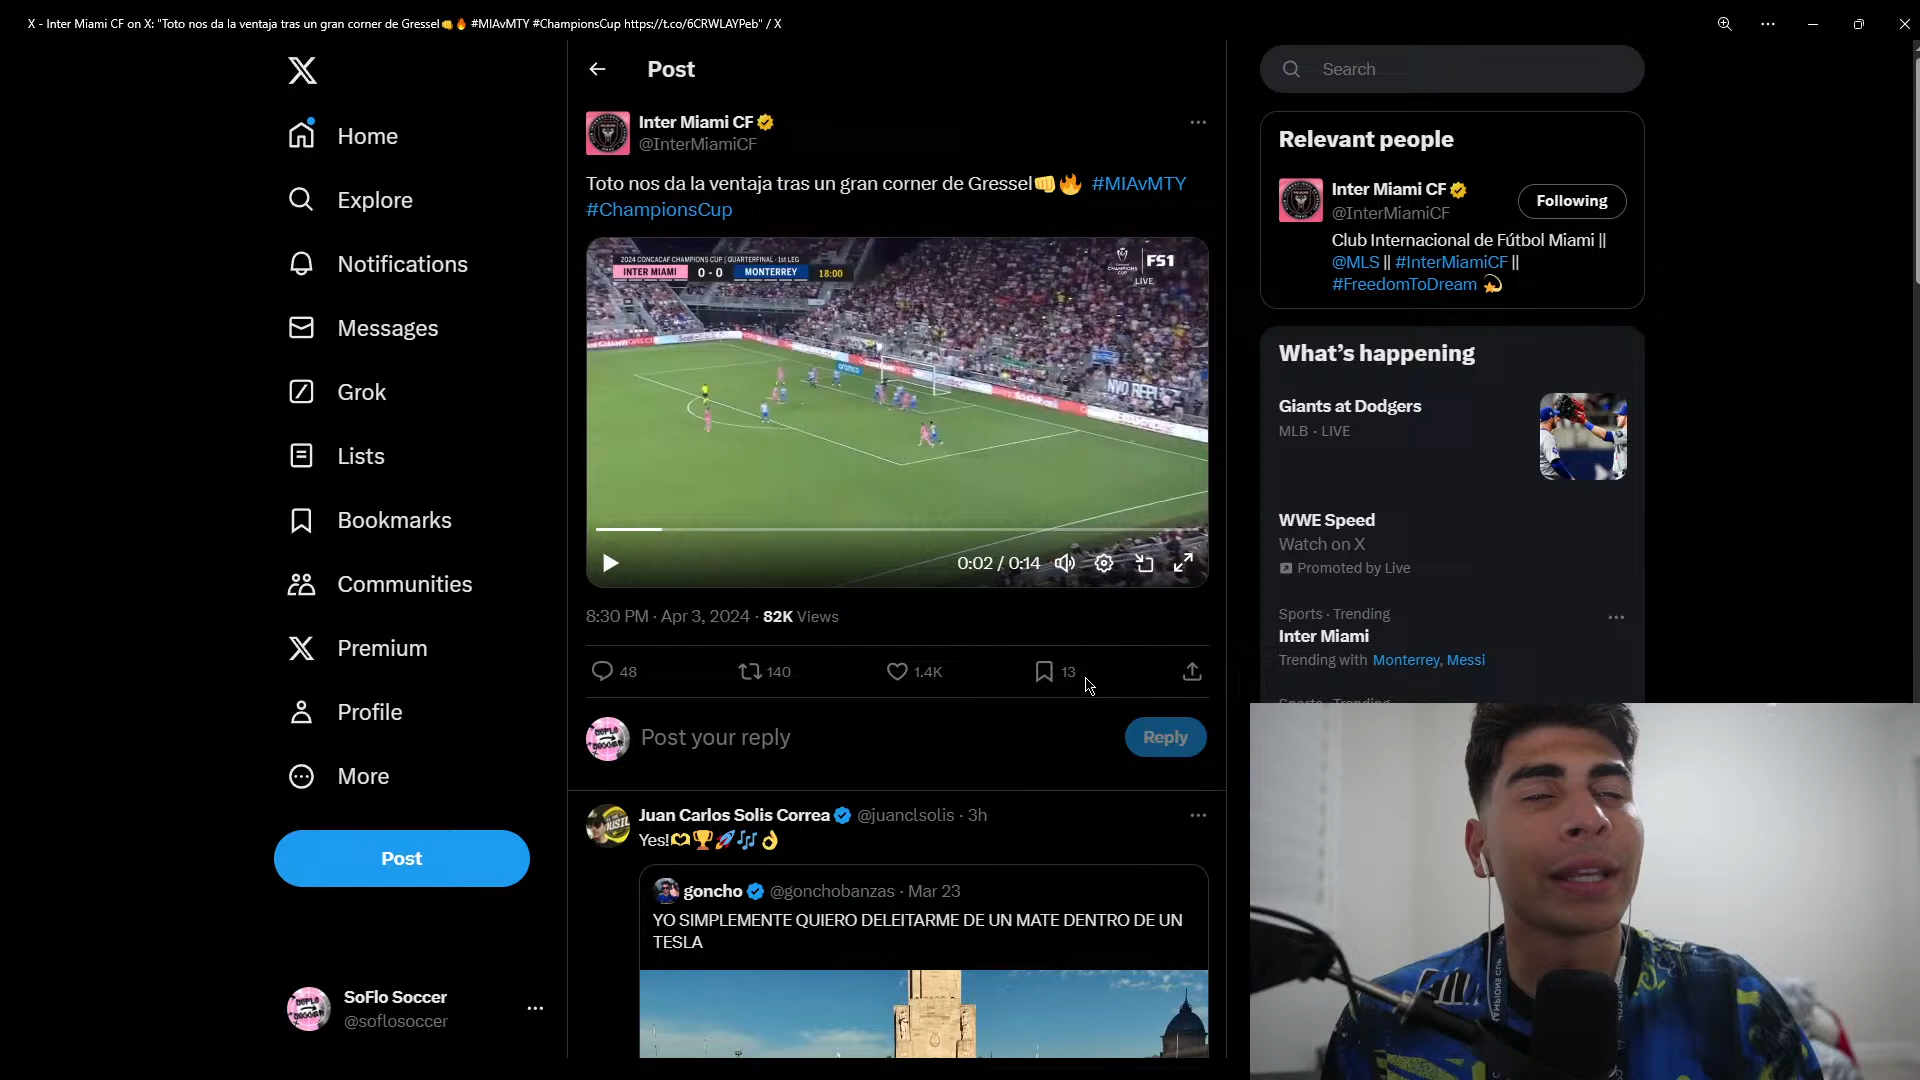 X - Inter Miami CF on X: "Toto nos da la ventaja tras un gran corner de Gressel👊🔥 #MIAvMTY #ChampionsCup https://t.co/6CRWLAYPeb" / X
Home
Explore
Notifications
Messages
Grok
Lists
Bookmarks
Communities
Premium
Profile
More
Post
SoFlo Soccer
@soflosoccer
Post
Inter Miami CF
@InterMiamiCF
Toto nos da la ventaja tras un gran corner de Gressel👊🔥 #MIAvMTY
#ChampionsCup
2024 CONCACAF CHAMPIONS CUP | QUARTERFINAL · 1st LEG
INTER MIAMI 0 - 0 MONTERREY 18:00
CHAMPIONS CUP FS1
LIVE
aramco
0:02 / 0:14
8:30 PM · Apr 3, 2024 · 82K Views
48 140 1.4K 13
Post your reply
Reply
Juan Carlos Solis Correa @juanclsolis · 3h
Yes!🫶🏆🚀🎶👌
goncho @gonchobanzas · Mar 23
YO SIMPLEMENTE QUIERO DELEITARME DE UN MATE DENTRO DE UN
TESLA
Search
Relevant people
Inter Miami CF
@InterMiamiCF
Following
Club Internacional de Fútbol Miami ||
@MLS || #InterMiamiCF ||
#FreedomToDream 💫
What's happening
Giants at Dodgers
MLB · LIVE
WWE Speed
Watch on X
Promoted by Live
Sports · Trending
Inter Miami
Trending with Monterrey, Messi